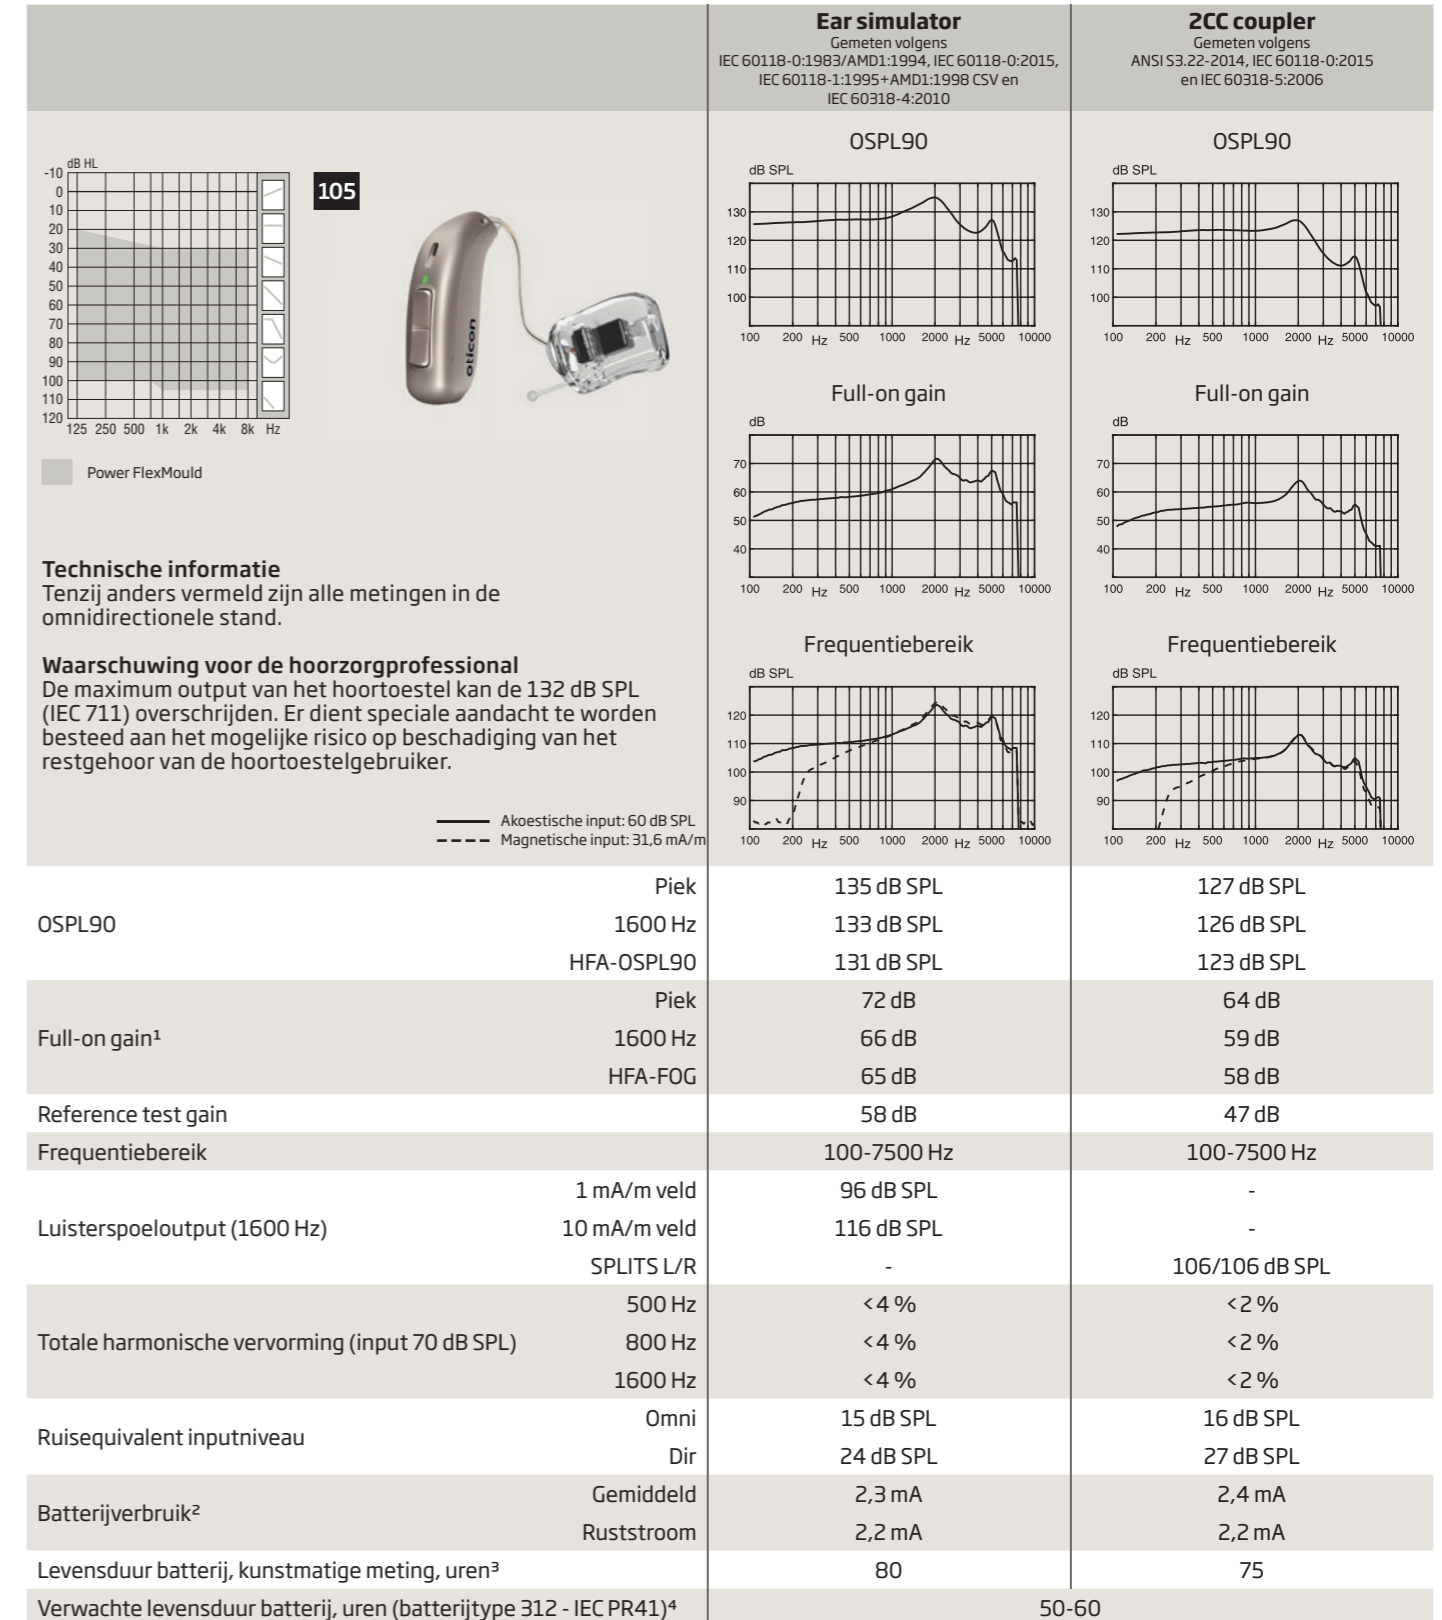 Ear simulator
Gemeten volgens
IEC 60118-0:1983/AMD1:1994, IEC 60118-0:2015,
IEC 60118-1:1995+AMD1:1998 CSV en
IEC 60318-4:2010
2CC coupler
Gemeten volgens
ANSI S3.22-2014, IEC 60118-0:2015
en IEC 60318-5:2006
dB HL
-10
0
10
20
30
40
50
60
70
80
90
100
110
120
125 250 500 1k 2k 4k 8k Hz
105
oticon
Power FlexMould
Technische informatie
Tenzij anders vermeld zijn alle metingen in de
omnidirectionele stand.
Waarschuwing voor de hoorzorgprofessional
De maximum output van het hoortoestel kan de 132 dB SPL
(IEC 711) overschrijden. Er dient speciale aandacht te worden
besteed aan het mogelijke risico op beschadiging van het
restgehoor van de hoortoestelgebruiker.
Akoestische input: 60 dB SPL
Magnetische input: 31,6 mA/m
OSPL90
dB SPL
130
120
110
100
100 200 Hz 500 1000 2000 Hz 5000 10000
OSPL90
dB SPL
130
120
110
100
100 200 Hz 500 1000 2000 Hz 5000 10000
Full-on gain
dB
70
60
50
40
100 200 Hz 500 1000 2000 Hz 5000 10000
Full-on gain
dB
70
60
50
40
100 200 Hz 500 1000 2000 Hz 5000 10000
Frequentiebereik
dB SPL
120
110
100
90
100 200 Hz 500 1000 2000 Hz 5000 10000
Frequentiebereik
dB SPL
120
110
100
90
100 200 Hz 500 1000 2000 Hz 5000 10000
OSPL90
Piek 135 dB SPL 127 dB SPL
1600 Hz 133 dB SPL 126 dB SPL
HFA-OSPL90 131 dB SPL 123 dB SPL
Full-on gain¹
Piek 72 dB 64 dB
1600 Hz 66 dB 59 dB
HFA-FOG 65 dB 58 dB
Reference test gain 58 dB 47 dB
Frequentiebereik 100-7500 Hz 100-7500 Hz
Luisterspoeloutput (1600 Hz)
1 mA/m veld 96 dB SPL -
10 mA/m veld 116 dB SPL -
SPLITS L/R - 106/106 dB SPL
Totale harmonische vervorming (input 70 dB SPL)
500 Hz <4 % <2 %
800 Hz <4 % <2 %
1600 Hz <4 % <2 %
Ruisequivalent inputniveau
Omni 15 dB SPL 16 dB SPL
Dir 24 dB SPL 27 dB SPL
Batterijverbruik²
Gemiddeld 2,3 mA 2,4 mA
Ruststroom 2,2 mA 2,2 mA
Levensduur batterij, kunstmatige meting, uren³ 80 75
Verwachte levensduur batterij, uren (batterijtype 312 - IEC PR41)⁴ 50-60